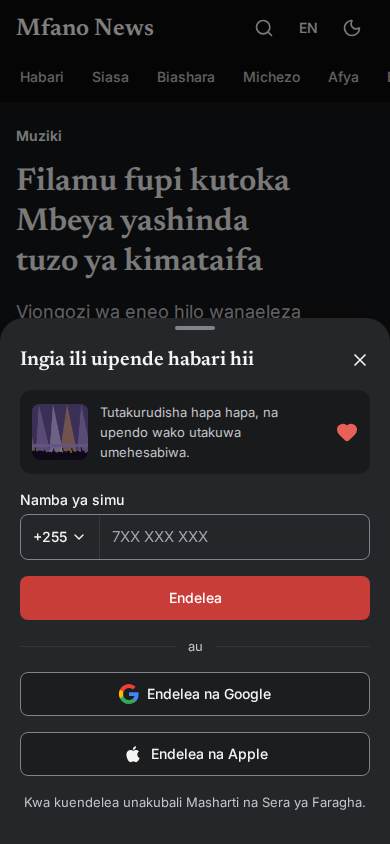 Mfano News
EN
Habari
Siasa
Biashara
Michezo
Afya
Muziki
Filamu fupi kutoka
Mbeya yashinda
tuzo ya kimataifa
Viongozi wa eneo hilo wanaeleza
Ingia ili uipende habari hii
Tutakurudisha hapa hapa, na
upendo wako utakuwa
umehesabiwa.
Namba ya simu
+255
7XX XXX XXX
Endelea
au
Endelea na Google
Endelea na Apple
Kwa kuendelea unakubali Masharti na Sera ya Faragha.